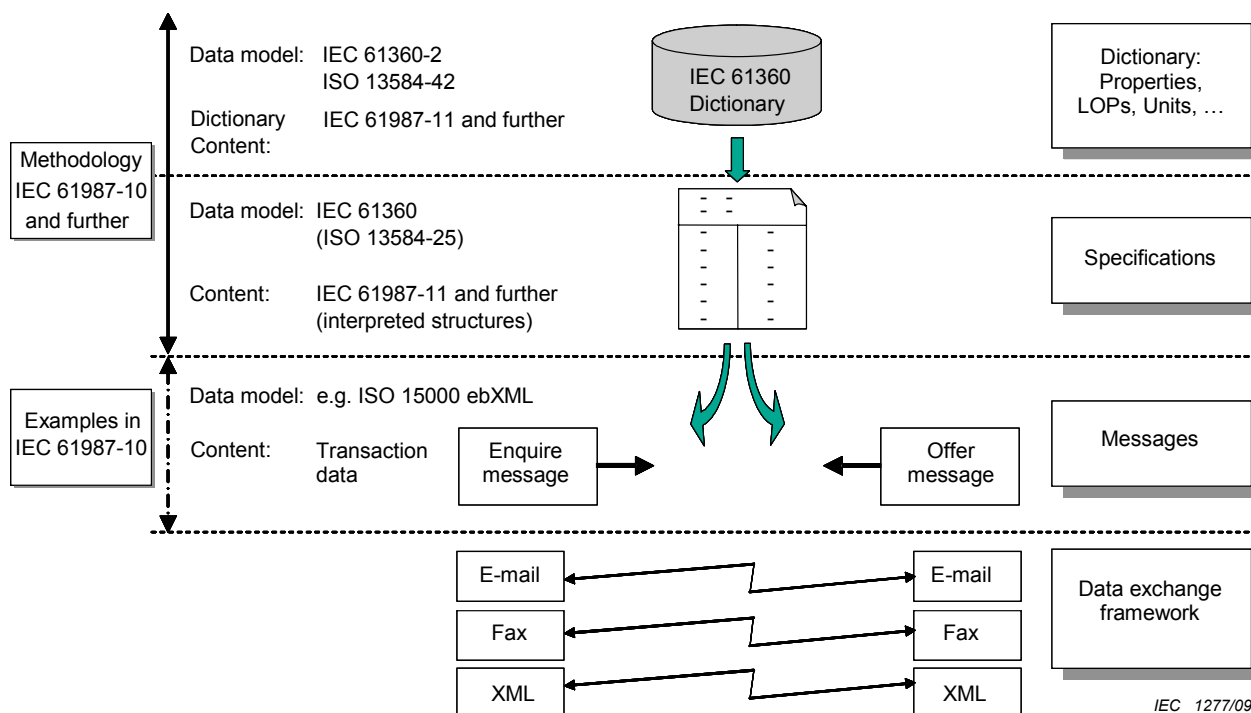 Data model: IEC 61360-2
ISO 13584-42
Dictionary Content: IEC 61987-11 and further
IEC 61360
Dictionary
Dictionary:
Properties,
LOPs, Units, …
Methodology
IEC 61987-10
and further
Data model: IEC 61360
(ISO 13584-25)
Content: IEC 61987-11 and further
(interpreted structures)
Specifications
Examples in
IEC 61987-10
Data model: e.g. ISO 15000 ebXML
Content: Transaction
data
Enquire
message
Offer
message
Messages
E-mail
E-mail
Fax
Fax
XML
XML
Data exchange
framework
IEC 1277/09